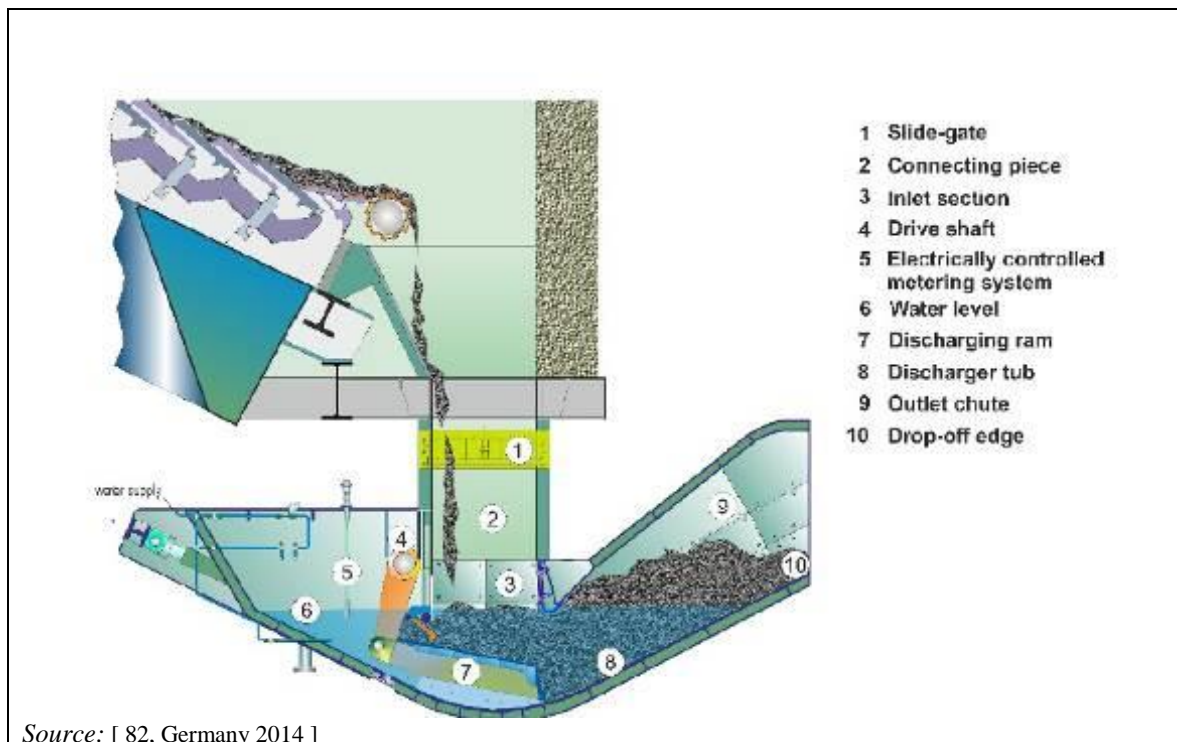 1 Slide-gate
2 Connecting piece
3 Inlet section
4 Drive shaft
5 Electrically controlled
metering system
6 Water level
7 Discharging ram
8 Discharger tub
9 Outlet chute
10 Drop-off edge
1
water supply
2
9
4
10
5
3
6
8
7
Source: [ 82, Germany 2014 ]